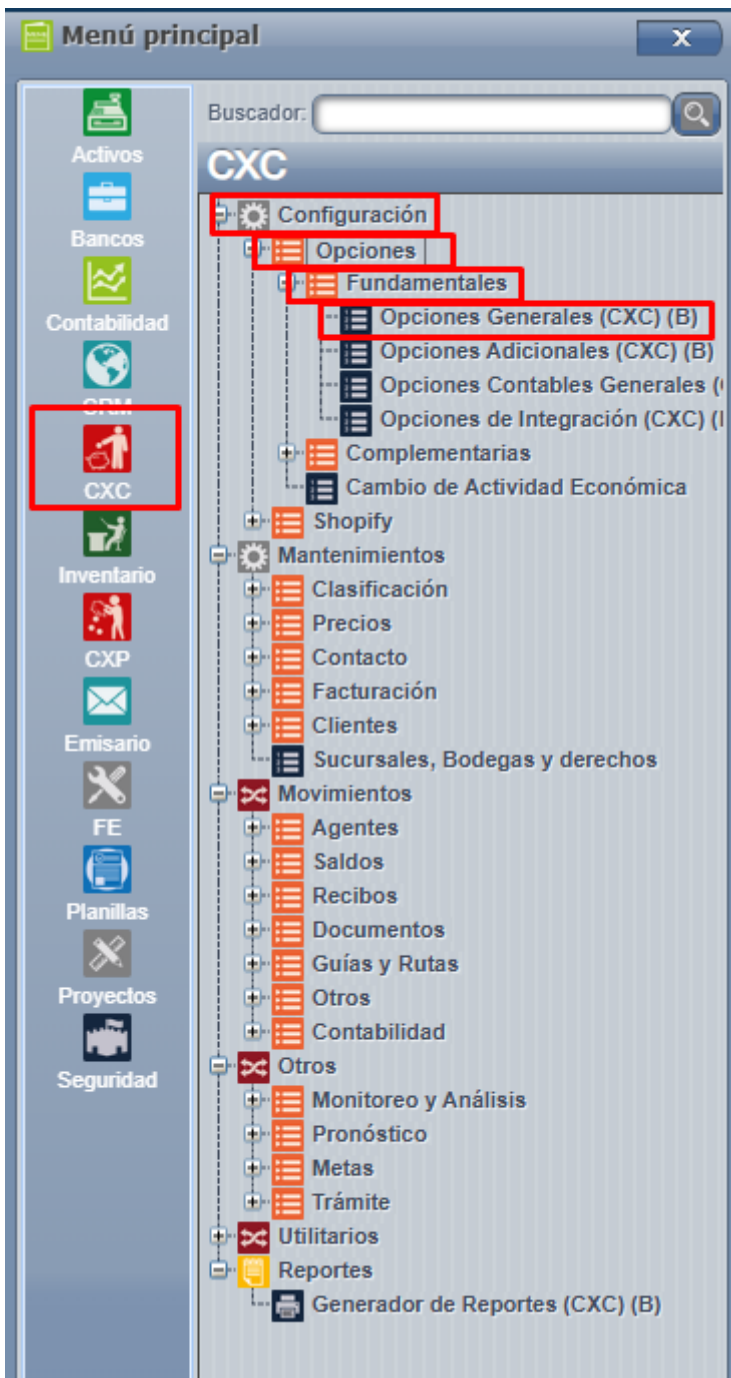 Menú principal
x
Activos
Bancos
Contabilidad
CRM
CXC
Inventario
CXP
Emisario
FE
Planillas
Proyectos
Seguridad
Buscador:
CXC
Configuración
Opciones
Fundamentales
Opciones Generales (CXC) (B)
Opciones Adicionales (CXC) (B)
Opciones Contables Generales (
Opciones de Integración (CXC) (
Complementarias
Cambio de Actividad Económica
Shopify
Mantenimientos
Clasificación
Precios
Contacto
Facturación
Clientes
Sucursales, Bodegas y derechos
Movimientos
Agentes
Saldos
Recibos
Documentos
Guías y Rutas
Otros
Contabilidad
Otros
Monitoreo y Análisis
Pronóstico
Metas
Trámite
Utilitarios
Reportes
Generador de Reportes (CXC) (B)